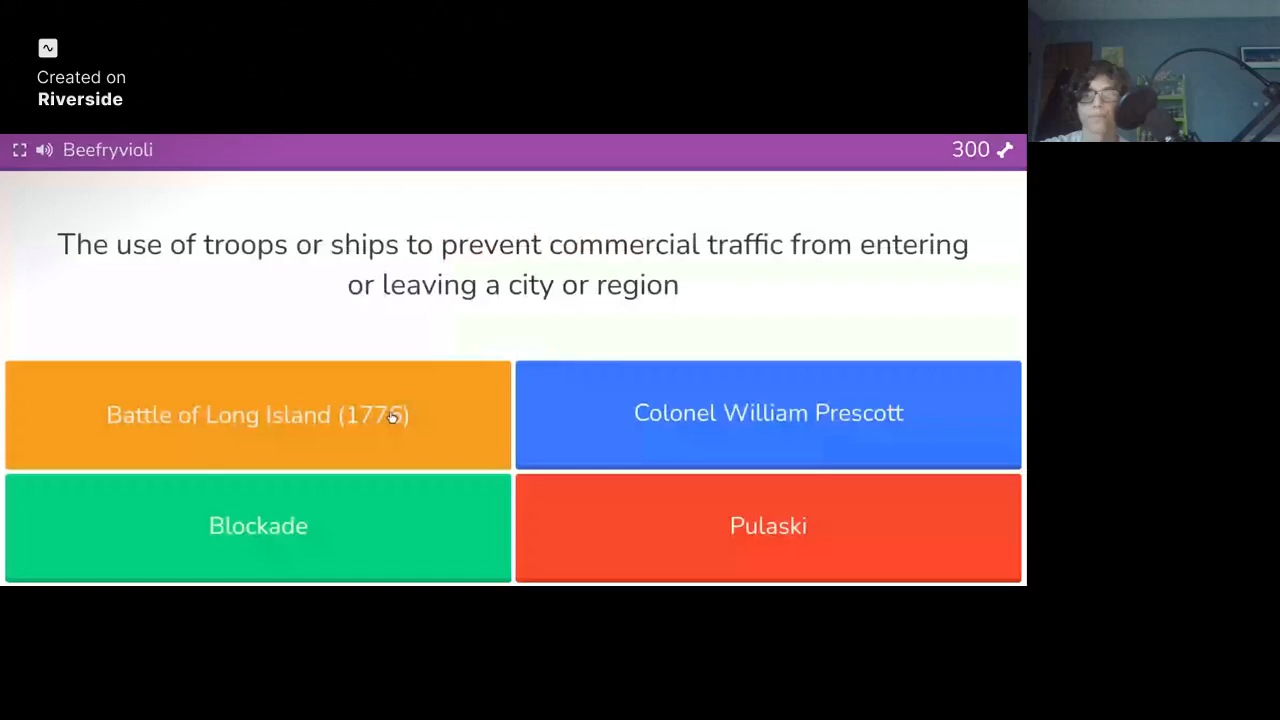 Created on
Riverside
Beefryvioli
300
The use of troops or ships to prevent commercial traffic from entering
or leaving a city or region
Battle of Long Island (1776)
Colonel William Prescott
Blockade
Pulaski